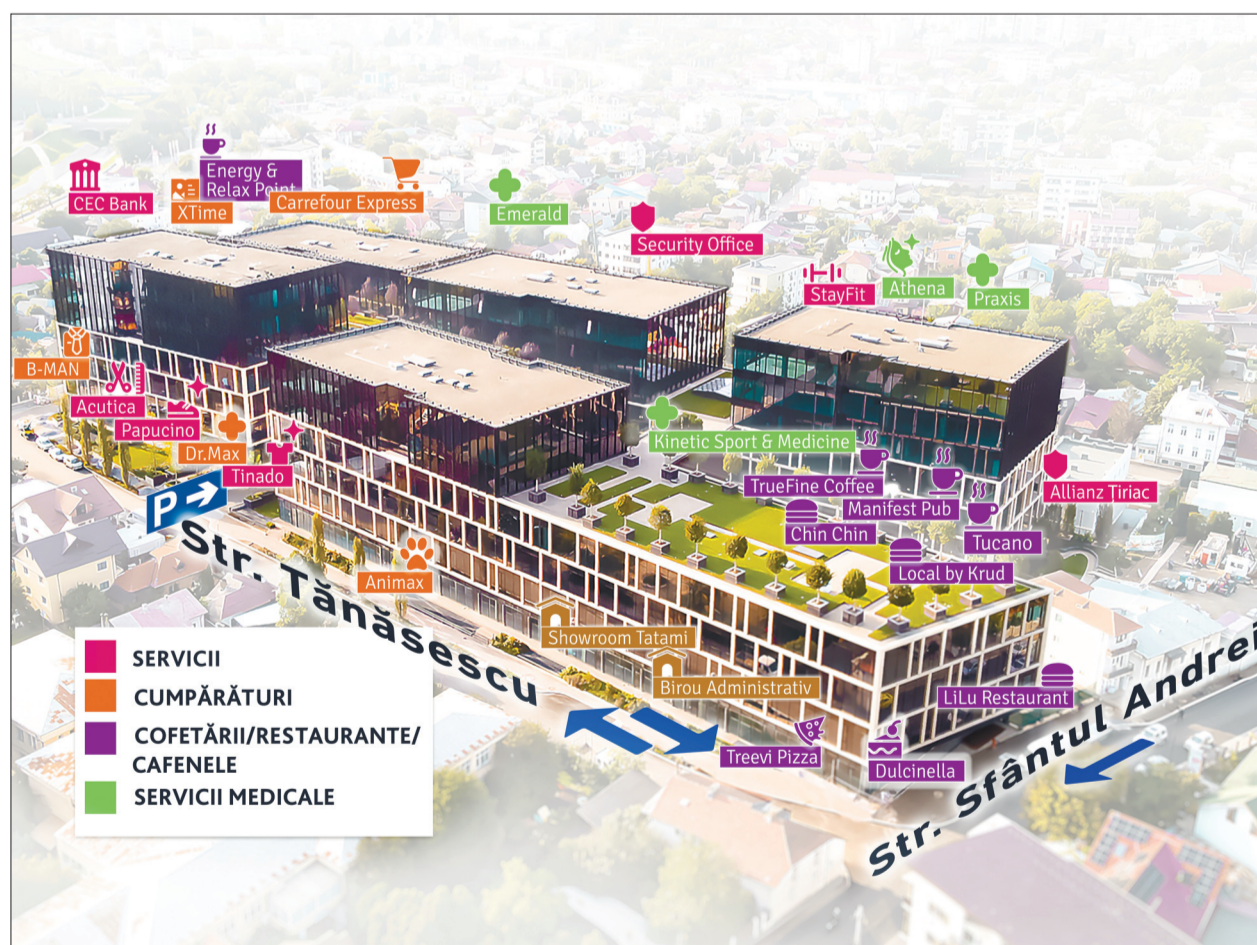 CEC Bank
Energy &
Relax Point
XTime
Carrefour Express
Emerald
Security Office
StayFit
Athena
Praxis
B-MAN
Acutica
Papucino
Dr.Max
Tinado
Kinetic Sport & Medicine
TrueFine Coffee
Manifest Pub
Allianz Țiriac
Chin Chin
Tucano
Local by Krud
P
Animax
Str. Tănăsescu
Showroom Tatami
Birou Administrativ
LiLu Restaurant
Treevi Pizza
Dulcinella
Str. Sfântul Andrei
SERVICII
CUMPĂRĂTURI
COFETĂRII/RESTAURANTE/
CAFENELE
SERVICII MEDICALE